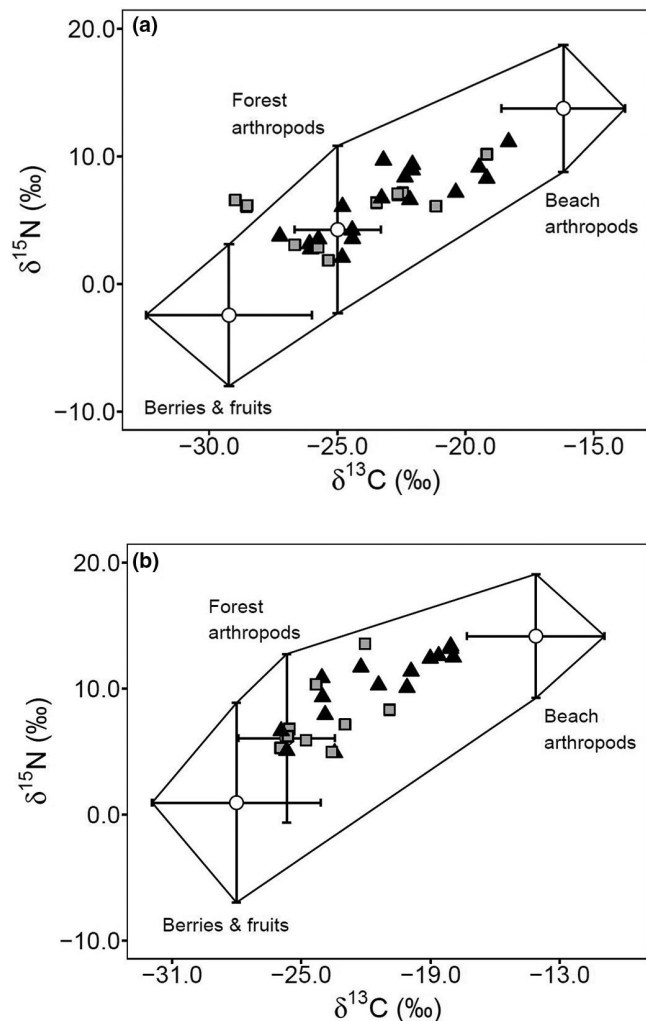 (a)
20.0
10.0
0.0
−10.0
δ15N (‰)
Forest
arthropods
Beach
arthropods
Berries & fruits
−30.0 −25.0 −20.0 −15.0
δ13C (‰)
(b)
20.0
10.0
0.0
−10.0
δ15N (‰)
Forest
arthropods
Beach
arthropods
Berries & fruits
−31.0 −25.0 −19.0 −13.0
δ13C (‰)